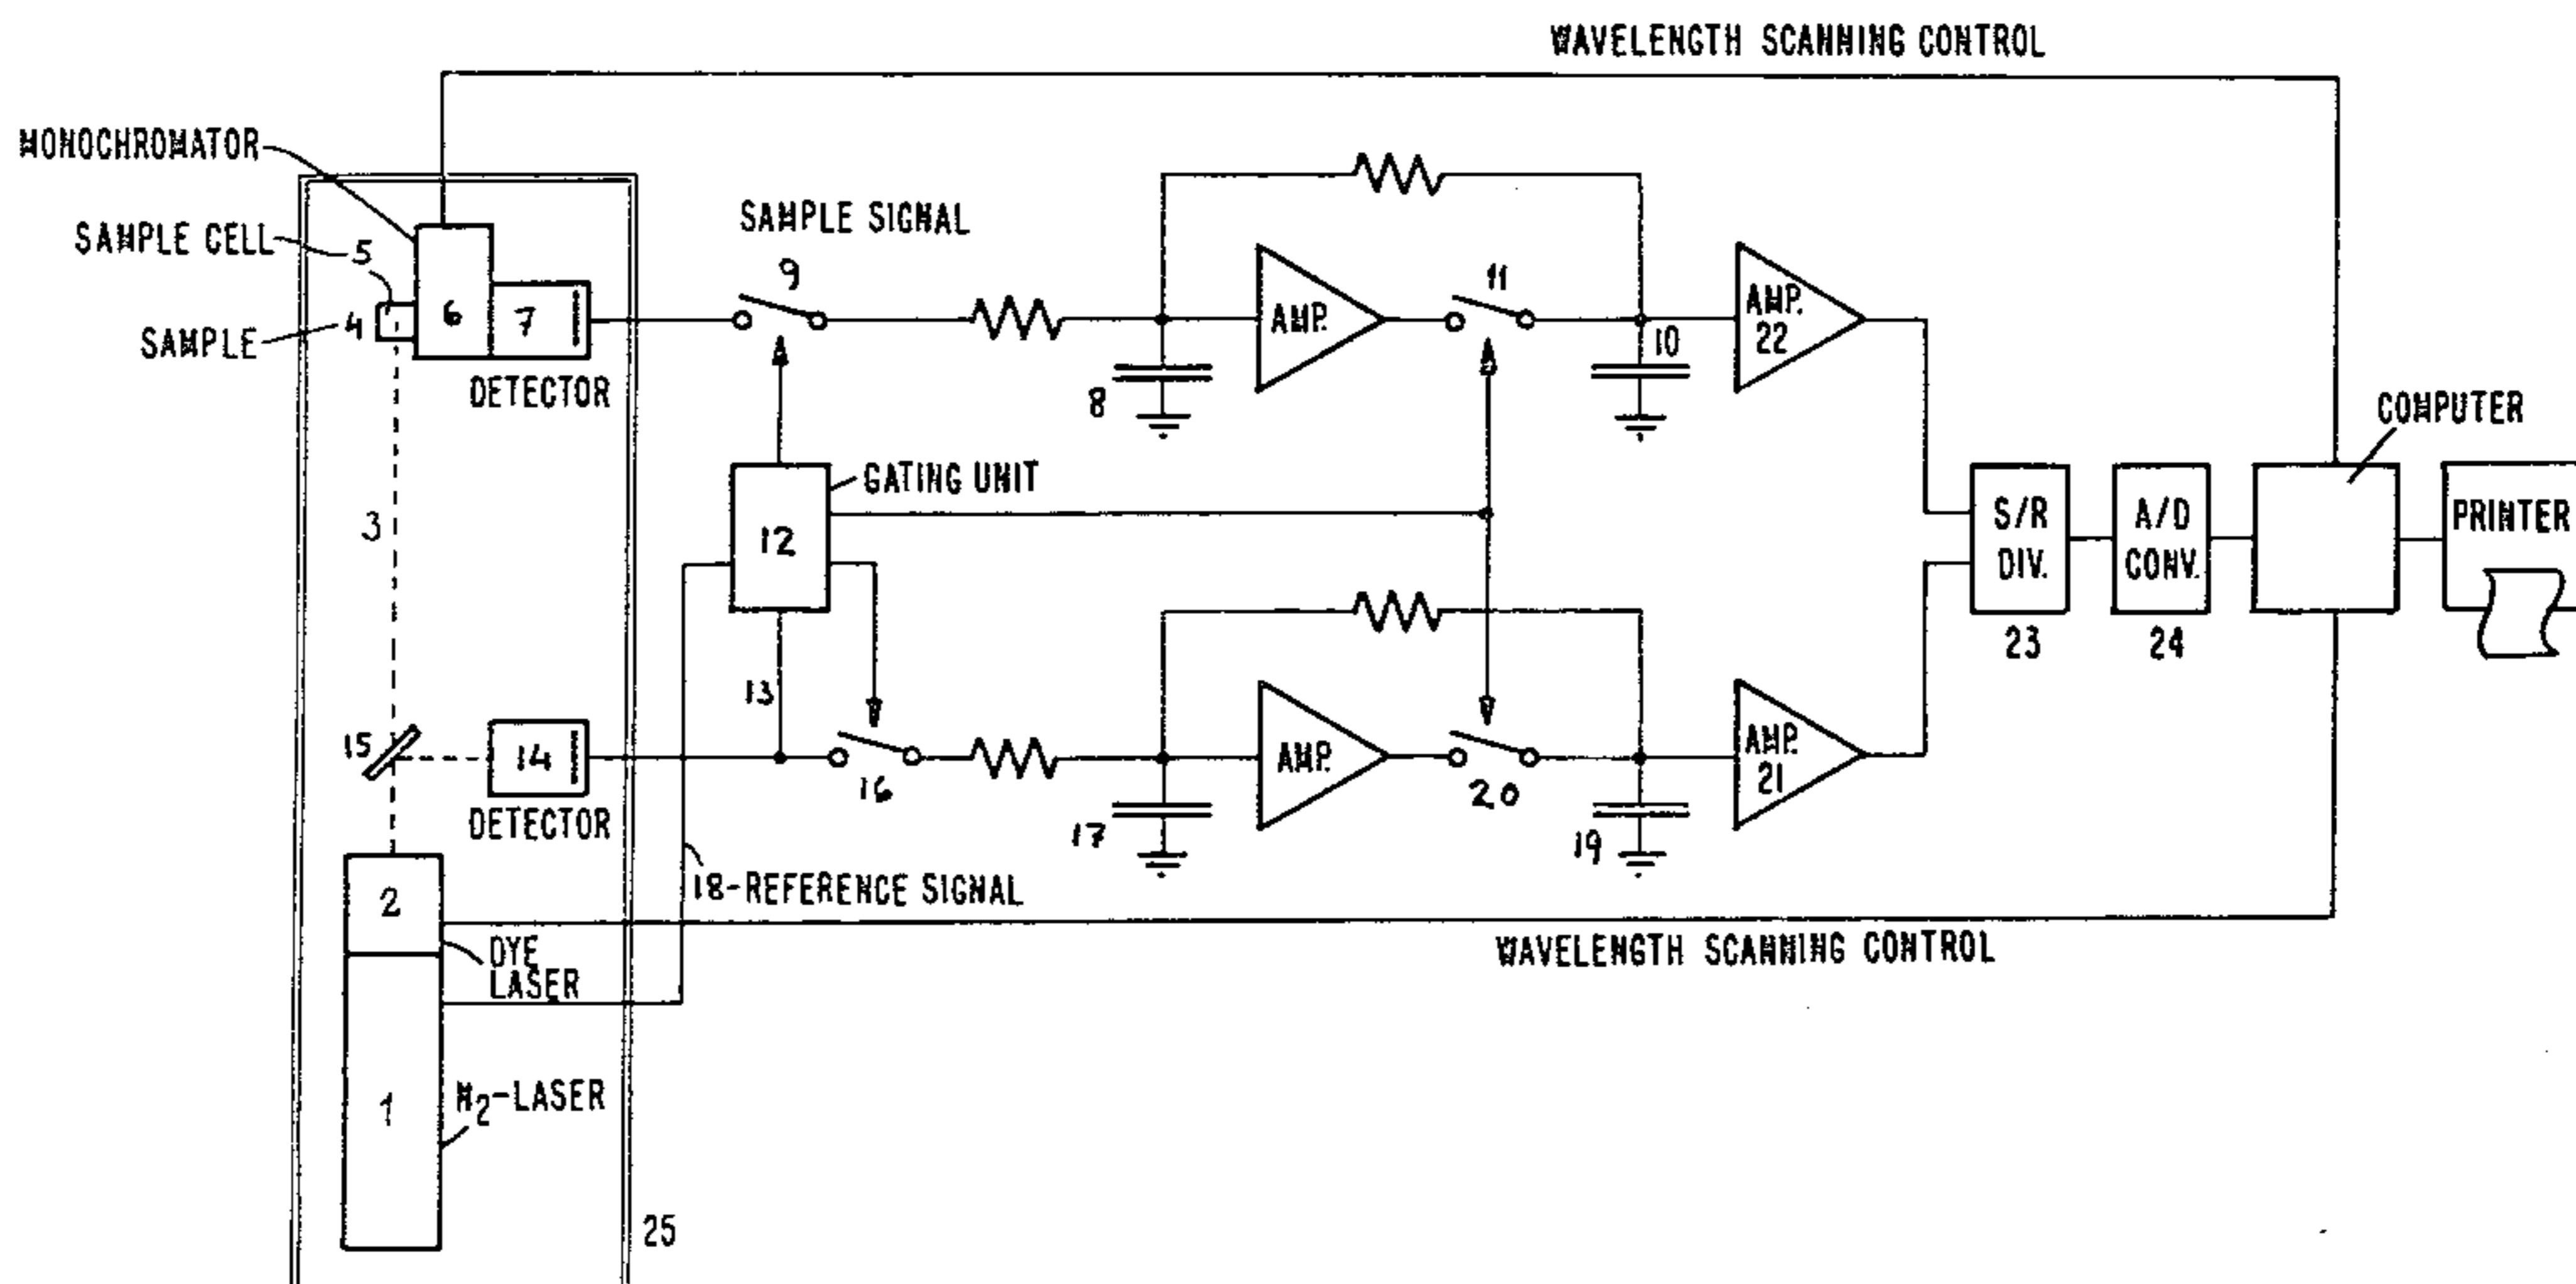 WAVELENGTH SCANNING CONTROL
MONOCHROMATOR
SAMPLE CELL
5
SAMPLE
4
6
7
DETECTOR
SAMPLE SIGNAL
9
8
AMP.
11
10
AMP.
22
COMPUTER
GATING UNIT
12
3
13
S/R
DIV.
23
A/D
CONV.
24
PRINTER
15
14
DETECTOR
16
17
AMP.
20
19
AMP.
21
18-REFERENCE SIGNAL
2
DYE
LASER
WAVELENGTH SCANNING CONTROL
1
N2-LASER
25